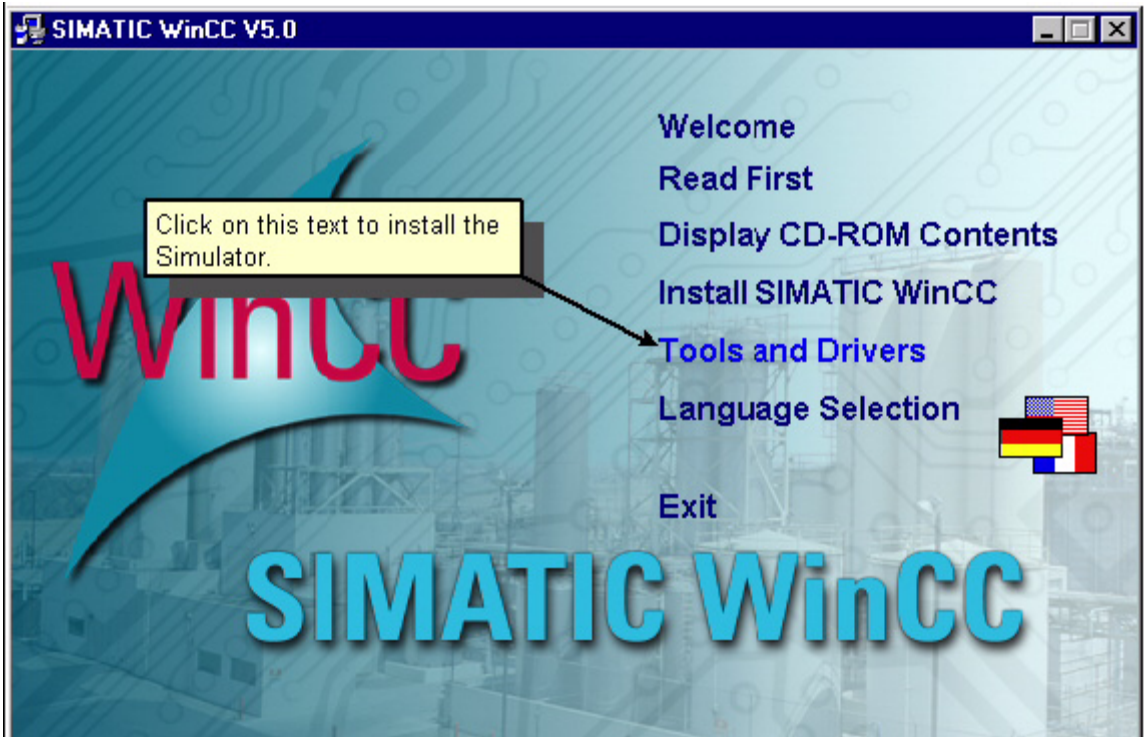 SIMATIC WinCC V5.0
Welcome
Read First
Click on this text to install the
Simulator.
Display CD-ROM Contents
WinCC
Install SIMATIC WinCC
Tools and Drivers
Language Selection
Exit
SIMATIC WinCC